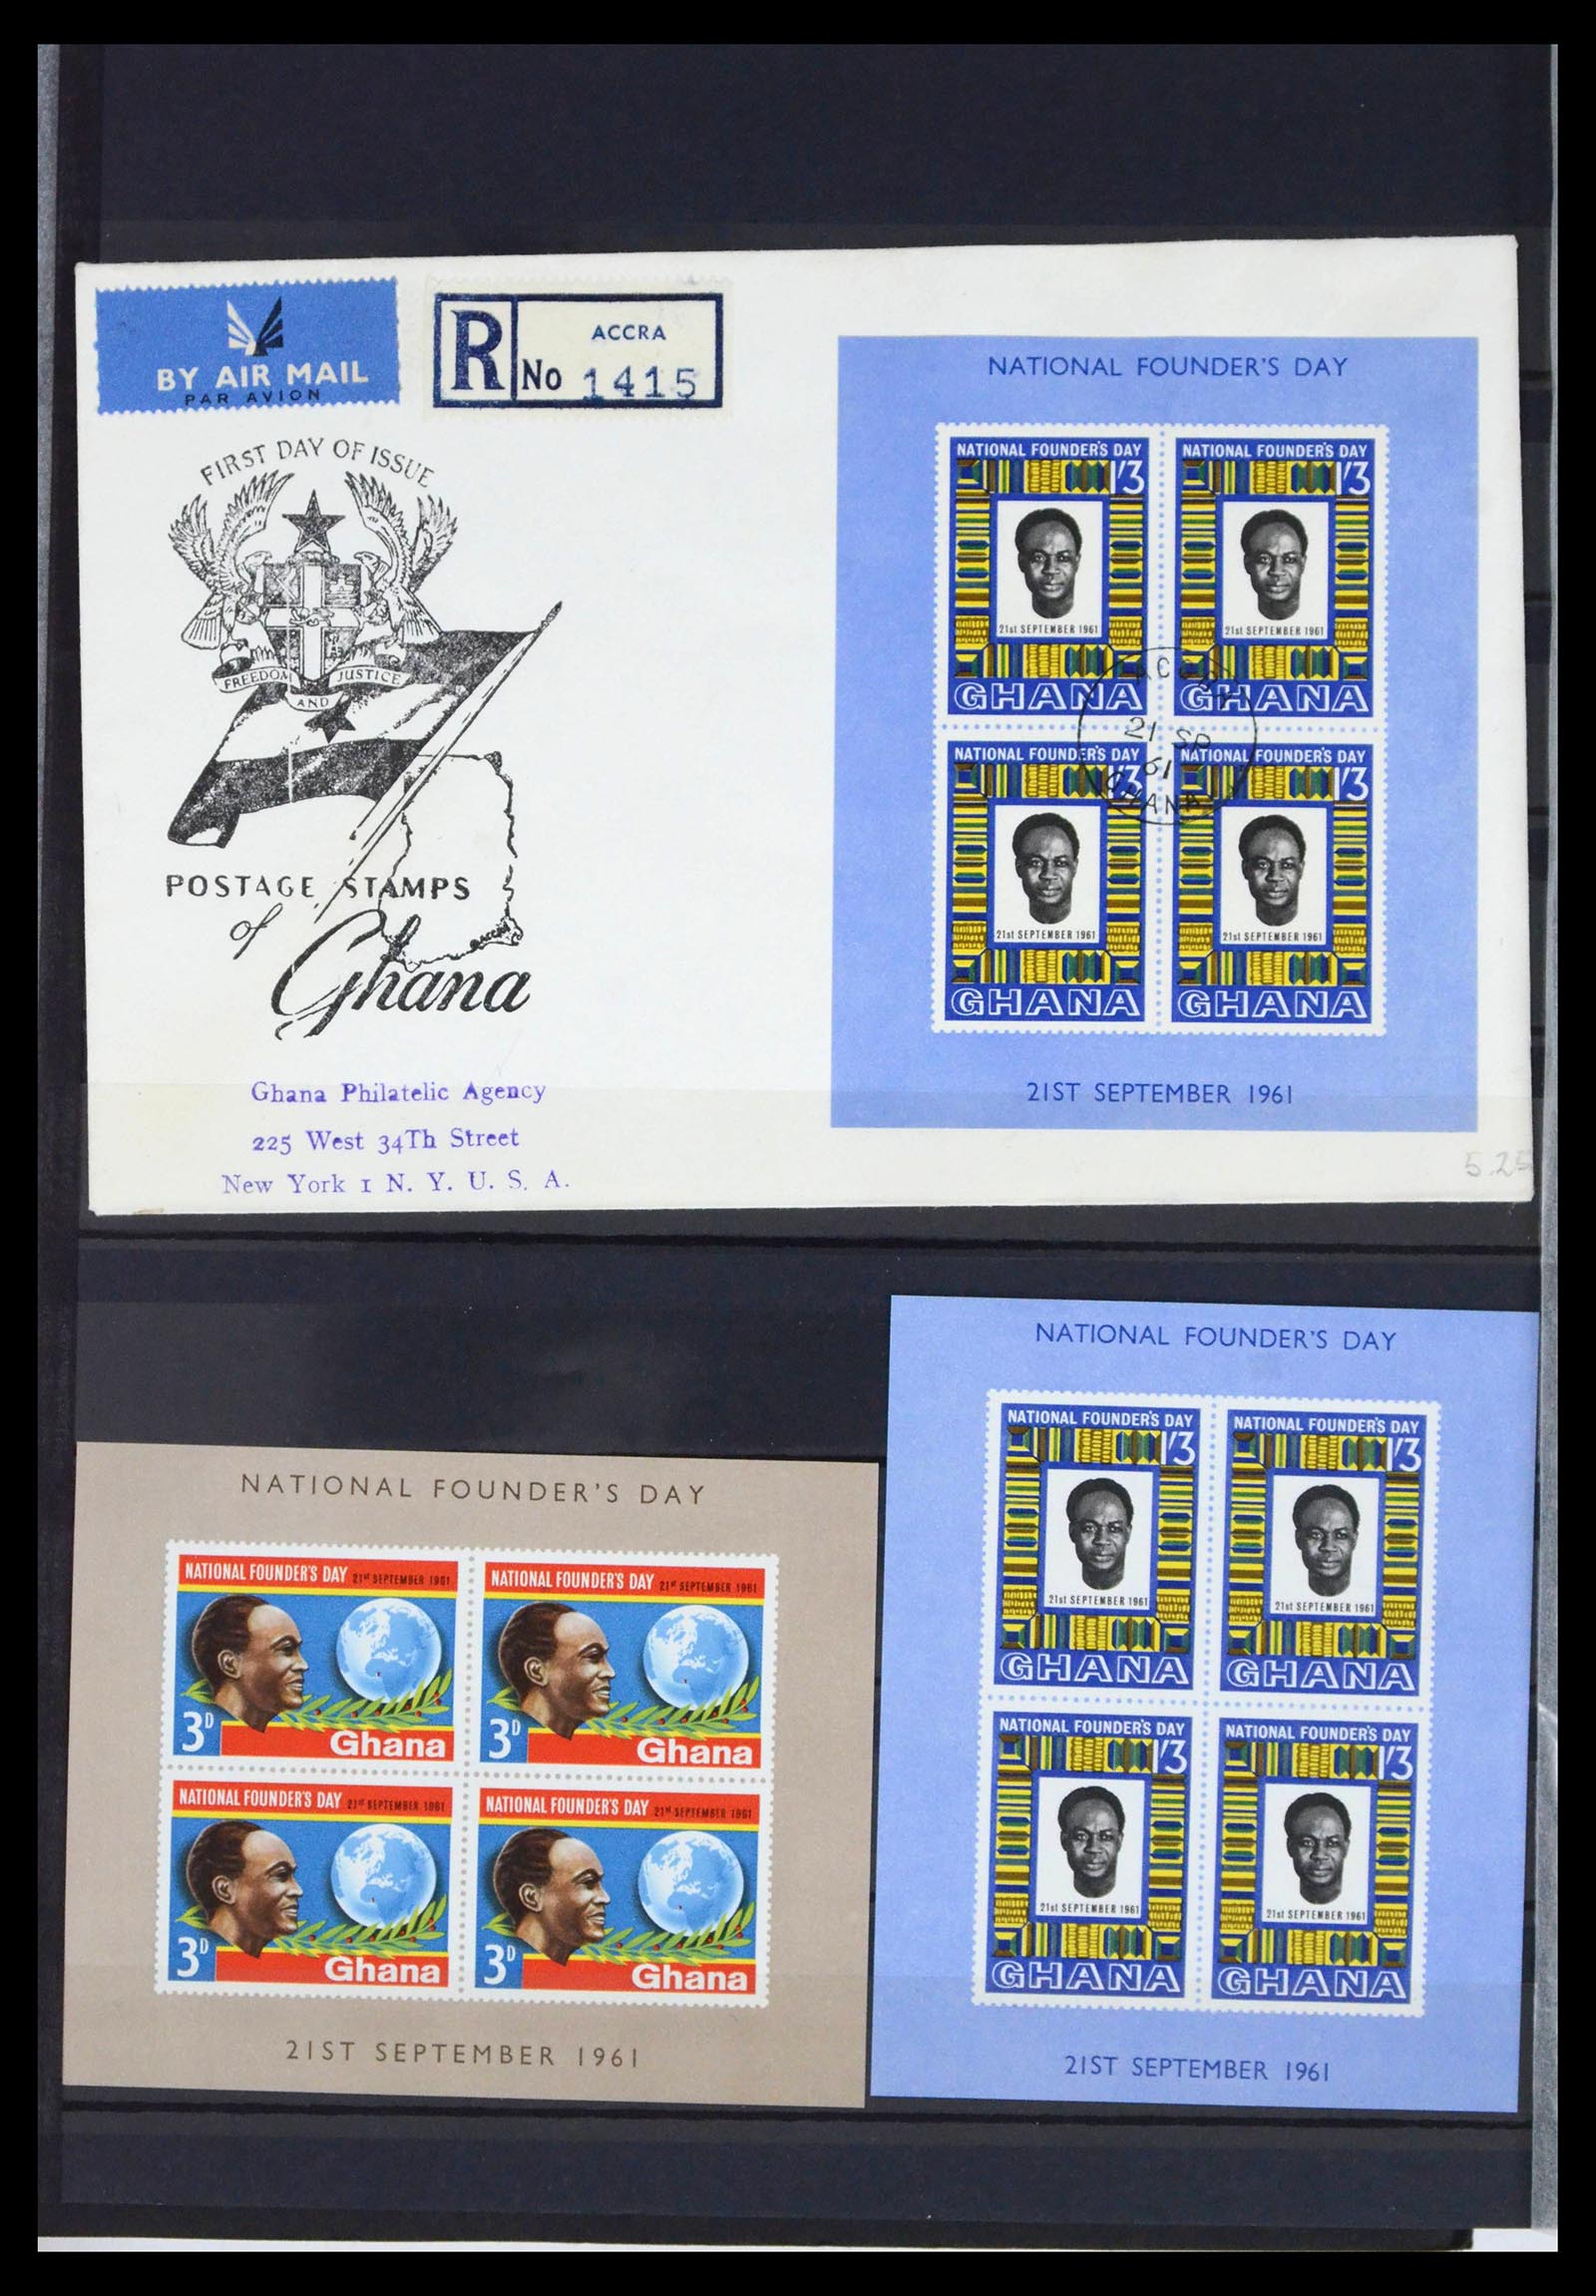 BY AIR MAIL
PAR AVION
R
ACCRA
No 1415
FIRST DAY OF ISSUE
FREEDOM AND JUSTICE
POSTAGE STAMPS
of
Ghana
ACCRA
Ghana Philatelic Agency
225 West 34Th Street
New York 1 N. Y. U. S. A.
NATIONAL FOUNDER'S DAY
NATIONAL FOUNDER'S DAY
1/3
21st SEPTEMBER 1961
GHANA
NATIONAL FOUNDER'S DAY
1/3
21st SEPTEMBER 1961
GHANA
ACCRA
21 SP
61
GHANA
NATIONAL FOUNDER'S DAY
1/3
21st SEPTEMBER 1961
GHANA
NATIONAL FOUNDER'S DAY
1/3
21st SEPTEMBER 1961
GHANA
21ST SEPTEMBER 1961
5.25
NATIONAL FOUNDER'S DAY
NATIONAL FOUNDER'S DAY 21st SEPTEMBER 1961
3D
Ghana
NATIONAL FOUNDER'S DAY 21st SEPTEMBER 1961
3D
Ghana
NATIONAL FOUNDER'S DAY 21st SEPTEMBER 1961
3D
Ghana
NATIONAL FOUNDER'S DAY 21st SEPTEMBER 1961
3D
Ghana
21ST SEPTEMBER 1961
NATIONAL FOUNDER'S DAY
NATIONAL FOUNDER'S DAY
1/3
21st SEPTEMBER 1961
GHANA
NATIONAL FOUNDER'S DAY
1/3
21st SEPTEMBER 1961
GHANA
NATIONAL FOUNDER'S DAY
1/3
21st SEPTEMBER 1961
GHANA
NATIONAL FOUNDER'S DAY
1/3
21st SEPTEMBER 1961
GHANA
21ST SEPTEMBER 1961